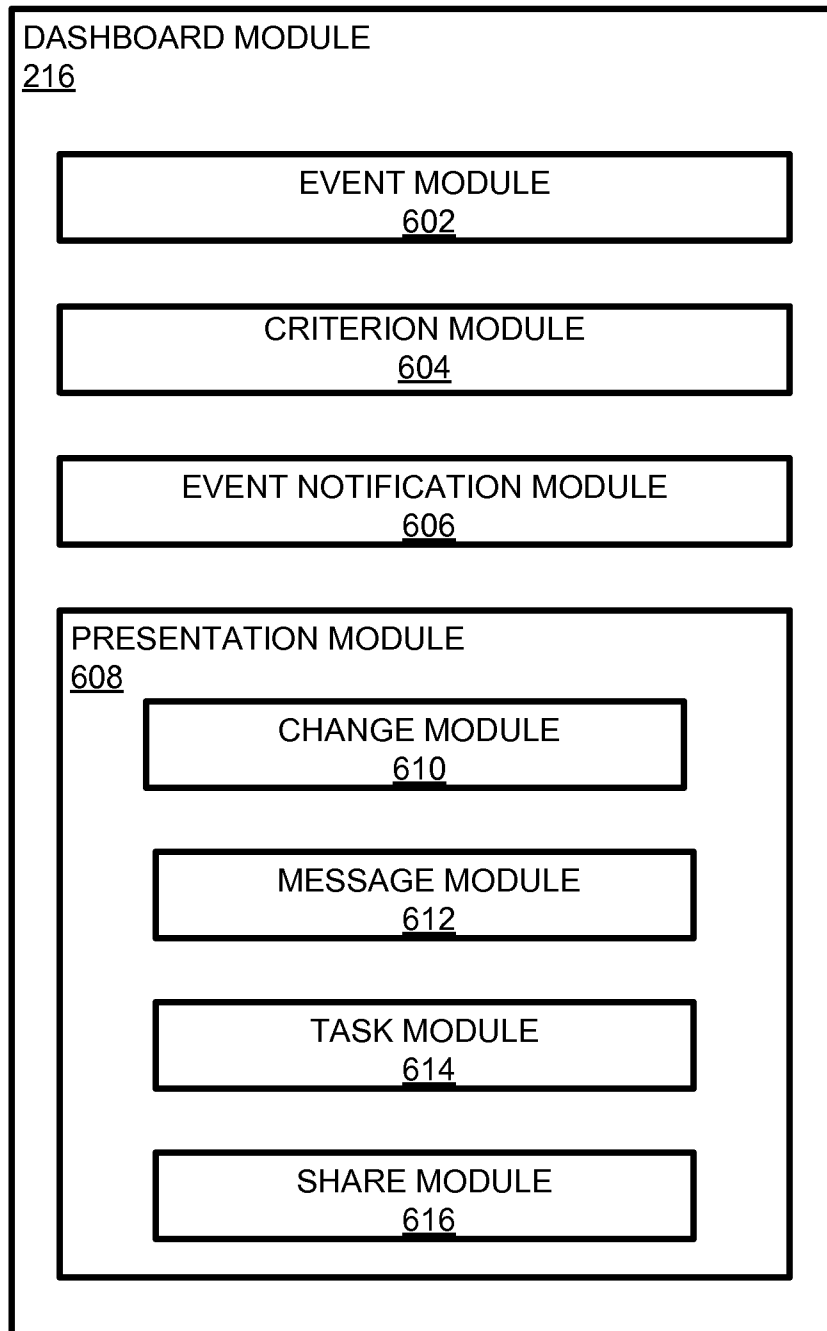 DASHBOARD MODULE
216
EVENT MODULE
602
CRITERION MODULE
604
EVENT NOTIFICATION MODULE
606
PRESENTATION MODULE
608
CHANGE MODULE
610
MESSAGE MODULE
612
TASK MODULE
614
SHARE MODULE
616